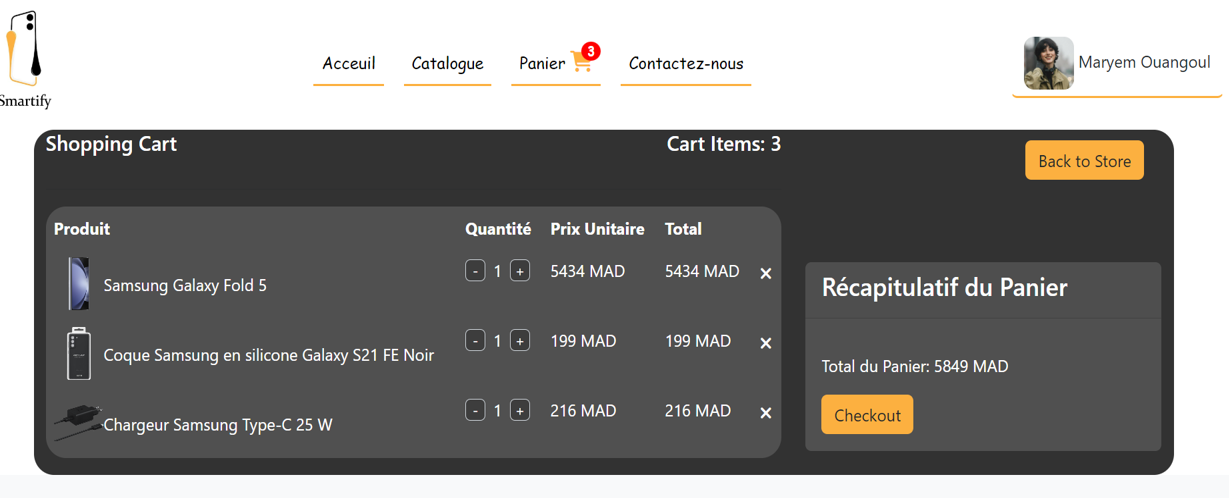 Smartify
Acceuil Catalogue Panier 3 Contactez-nous
Maryem Ouangoul
Shopping Cart Cart Items: 3 Back to Store
Produit Quantité Prix Unitaire Total
Samsung Galaxy Fold 5 - 1 + 5434 MAD 5434 MAD ×
Coque Samsung en silicone Galaxy S21 FE Noir - 1 + 199 MAD 199 MAD ×
Chargeur Samsung Type-C 25 W - 1 + 216 MAD 216 MAD ×
Récapitulatif du Panier
Total du Panier: 5849 MAD
Checkout